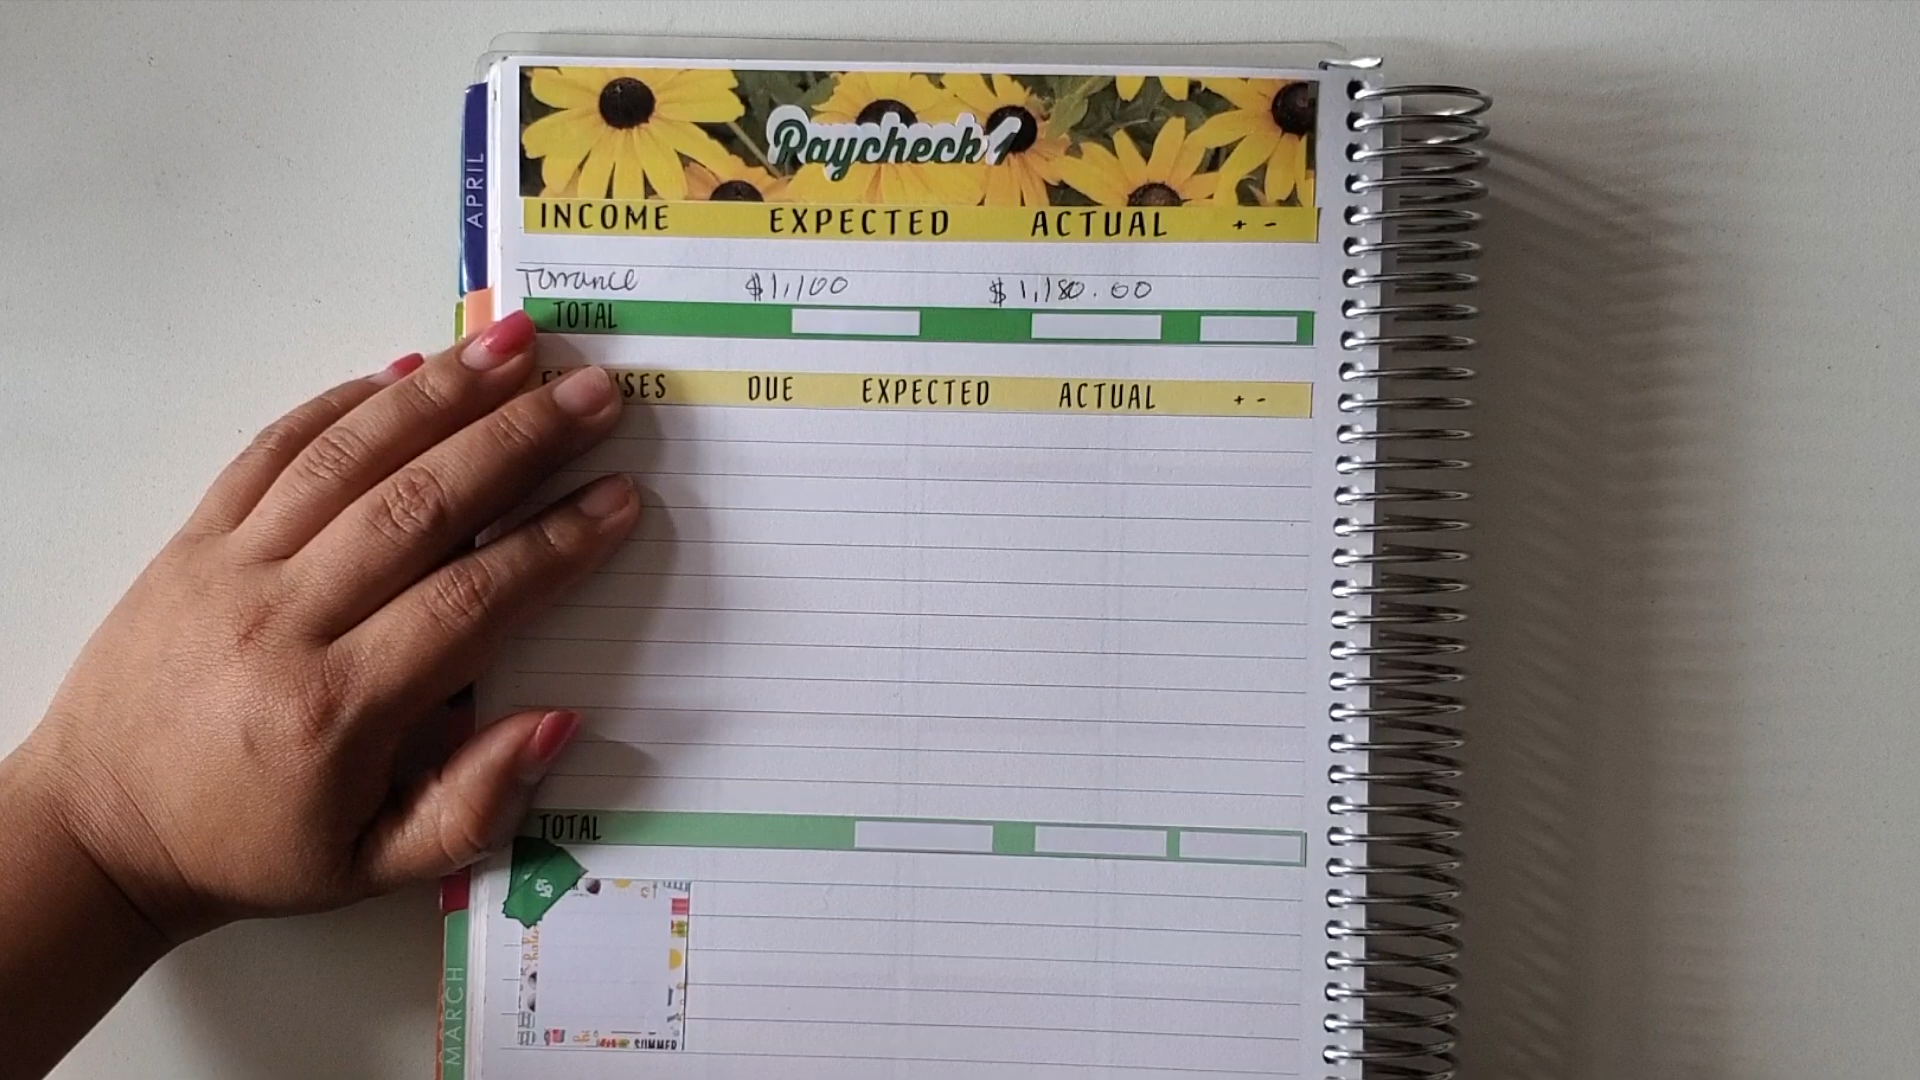 Paycheck 1
INCOME EXPECTED ACTUAL + -
Torrance $1,100 $1,180.00
TOTAL
DUE EXPECTED ACTUAL + -
TOTAL
SUMMER
APRIL
MARCH